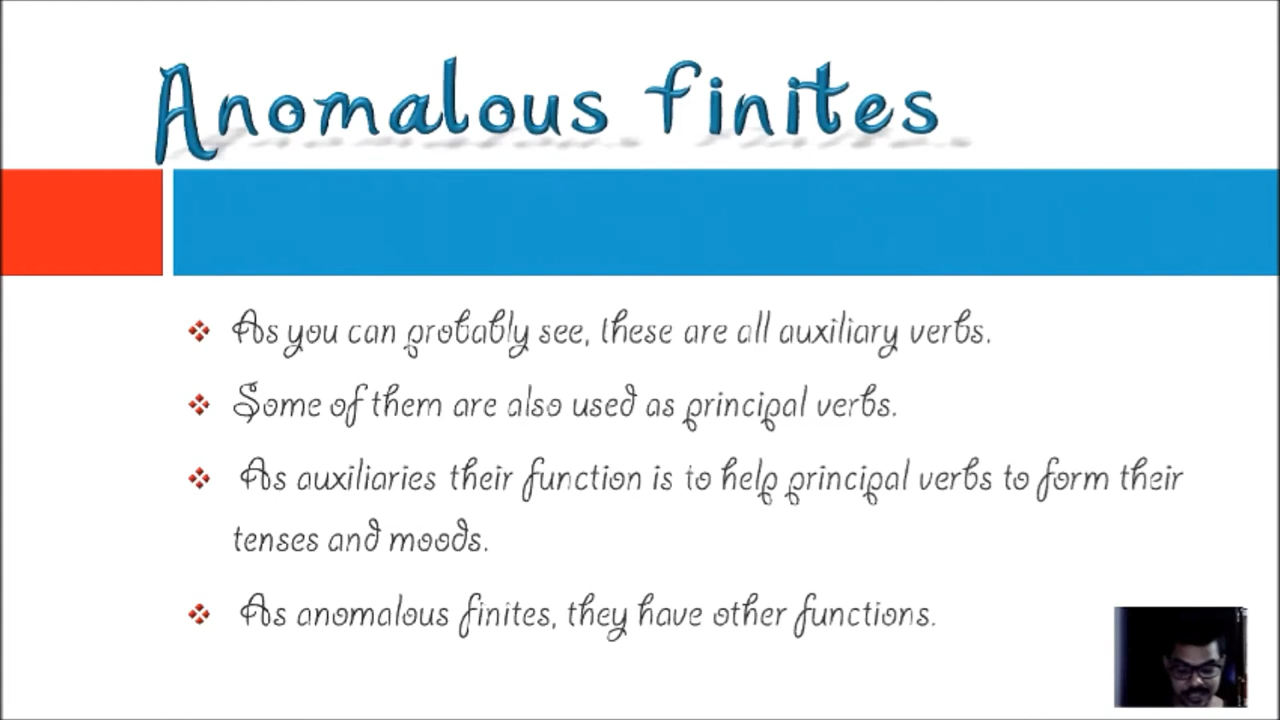 Anomalous finites
As you can probably see, these are all auxiliary verbs.
Some of them are also used as principal verbs.
As auxiliaries their function is to help principal verbs to form their
tenses and moods.
As anomalous finites, they have other functions.